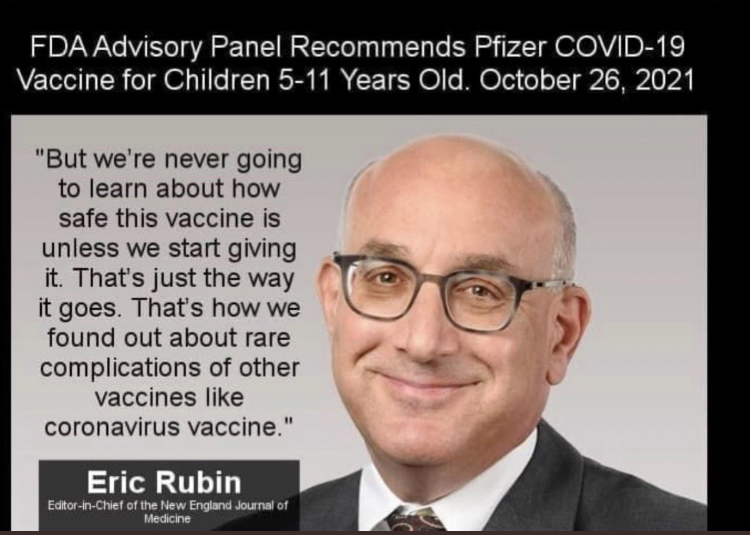 FDA Advisory Panel Recommends Pfizer COVID-19
Vaccine for Children 5-11 Years Old. October 26, 2021
"But we're never going
to learn about how
safe this vaccine is
unless we start giving
it. That's just the way
it goes. That's how we
found out about rare
complications of other
vaccines like
coronavirus vaccine."
Eric Rubin
Editor-in-Chief of the New England Journal of
Medicine